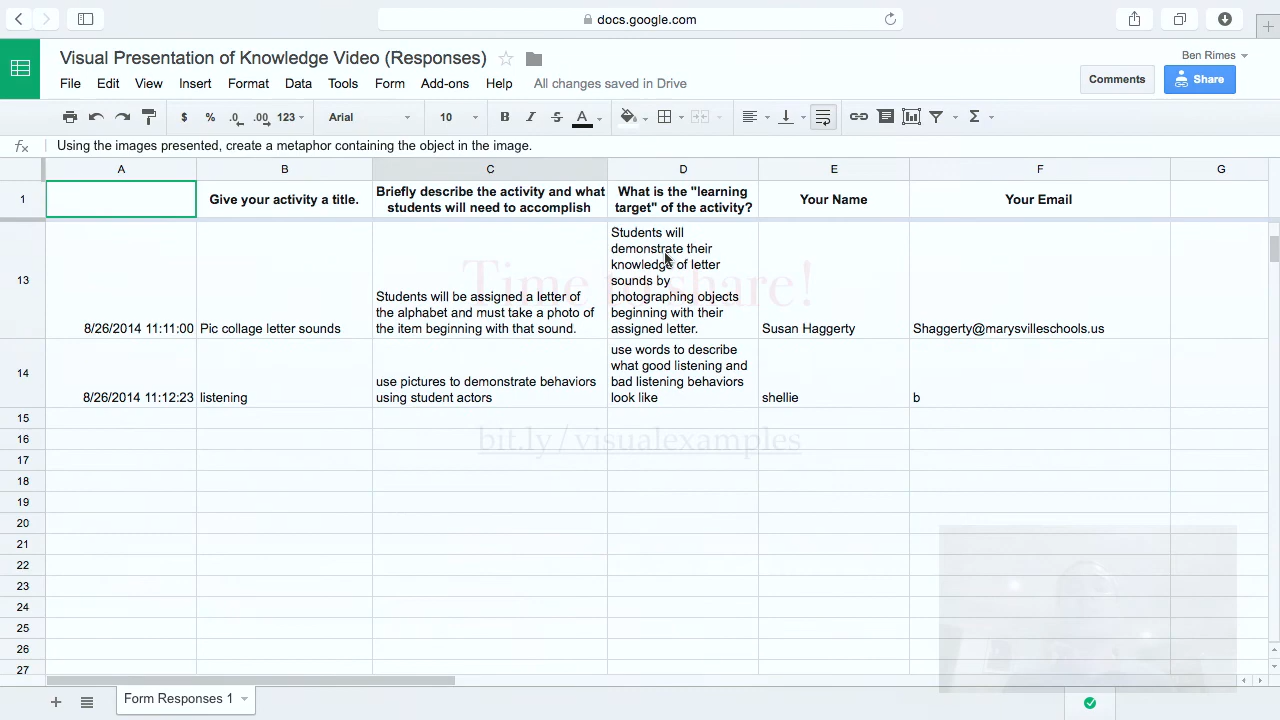 docs.google.com
Visual Presentation of Knowledge Video (Responses)
Ben Rimes
File Edit View Insert Format Data Tools Form Add-ons Help All changes saved in Drive
Comments Share
$ % .0 .00 123 Arial 10 B I S A Σ
fx Using the images presented, create a metaphor containing the object in the image.
A B C D E F G
1
Give your activity a title.
Briefly describe the activity and what
students will need to accomplish
What is the "learning
target" of the activity?
Your Name
Your Email
Time to share!
13
8/26/2014 11:11:00
Pic collage letter sounds
Students will be assigned a letter of
the alphabet and must take a photo of
the item beginning with that sound.
Students will
demonstrate their
knowledge of letter
sounds by
photographing objects
beginning with their
assigned letter.
Susan Haggerty
Shaggerty@marysvilleschools.us
14
8/26/2014 11:12:23
listening
use pictures to demonstrate behaviors
using student actors
use words to describe
what good listening and
bad listening behaviors
look like
shellie
b
15
bit.ly/visualexamples
16
17
18
19
20
21
22
23
24
25
26
27
Form Responses 1